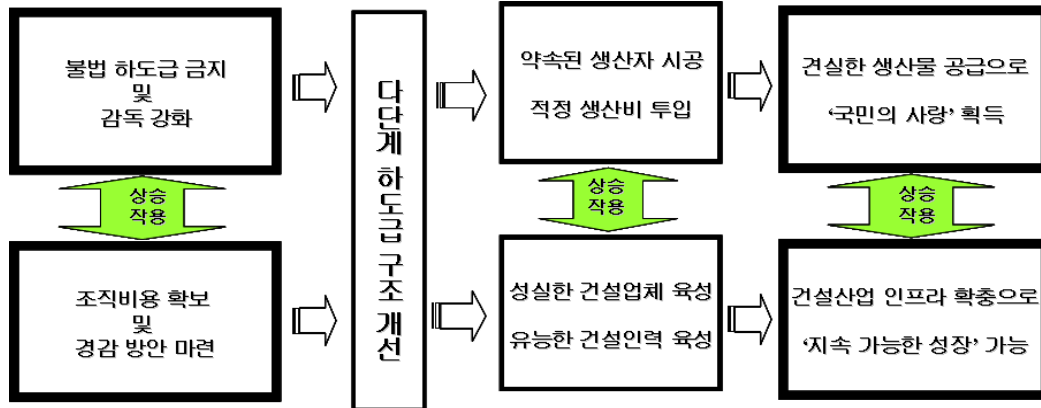 불법 하도급 금지
및
감독 강화
상승
작용
조직비용 확보
및
경감 방안 마련
다단계 하도급 구조 개선
약속된 생산자 시공
적정 생산비 투입
상승
작용
성실한 건설업체 육성
유능한 건설인력 육성
견실한 생산물 공급으로
‘국민의 사랑’ 획득
상승
작용
건설산업 인프라 확충으로
‘지속 가능한 성장’ 가능